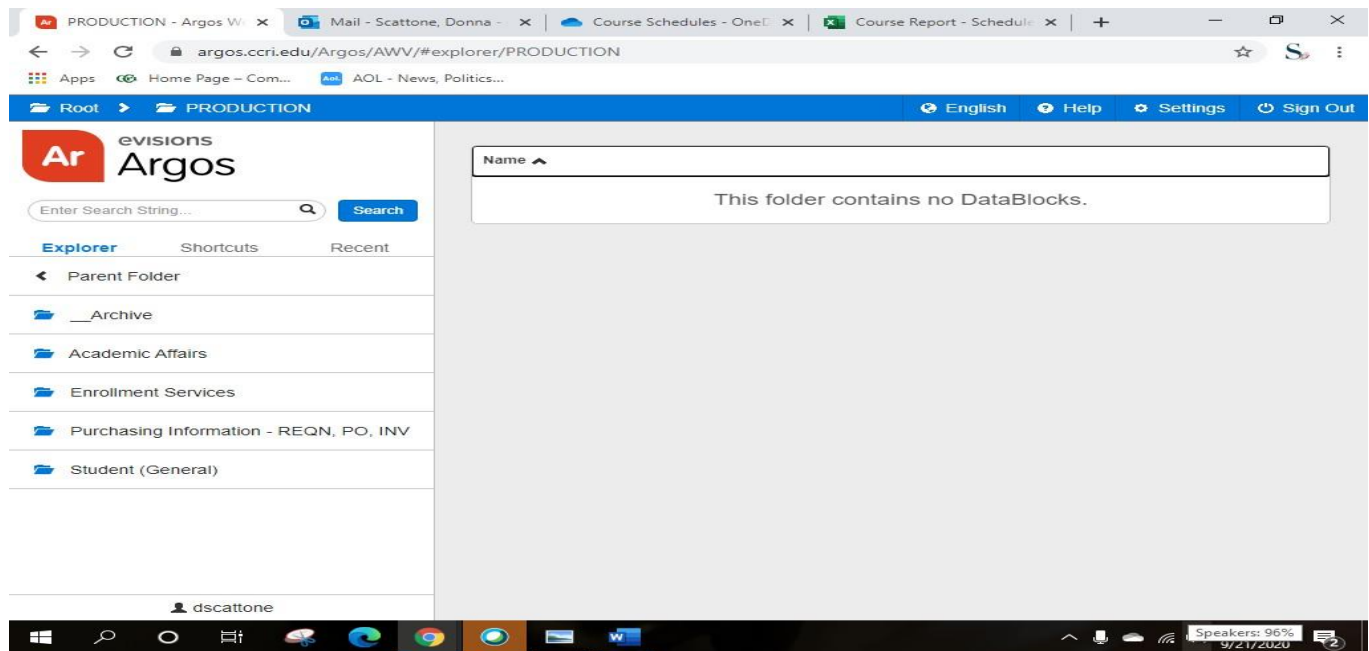 PRODUCTION - Argos W
Mail - Scattone, Donna -
Course Schedules - OneD
Course Report - Schedule
argos.ccri.edu/Argos/AWV/#explorer/PRODUCTION
Apps
Home Page – Com...
Aol.
AOL - News, Politics...
Root
PRODUCTION
English
Help
Settings
Sign Out
Ar
evisions
Argos
Name
This folder contains no DataBlocks.
Enter Search String...
Search
Explorer
Shortcuts
Recent
Parent Folder
__Archive
Academic Affairs
Enrollment Services
Purchasing Information - REQN, PO, INV
Student (General)
dscattone
Speakers: 96%
9/21/2020
2